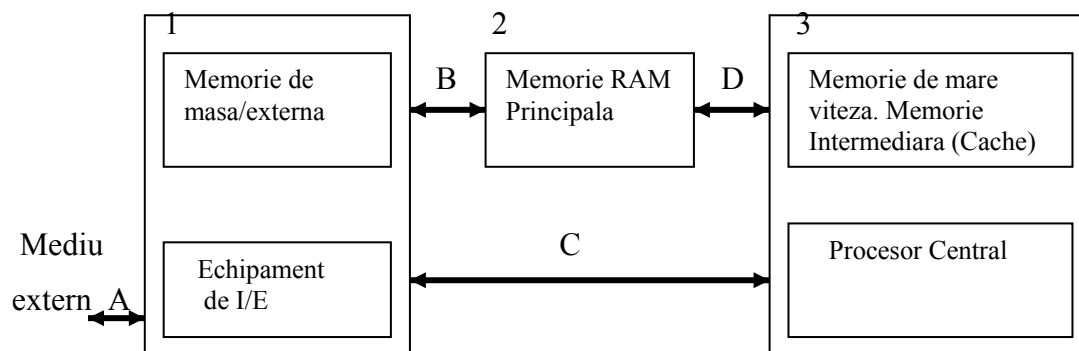 1
2
3
Memorie de
masa/externa
B
Memorie RAM
Principala
D
Memorie de mare
viteza. Memorie
Intermediara (Cache)
Mediu
extern
A
Echipament
de I/E
C
Procesor Central